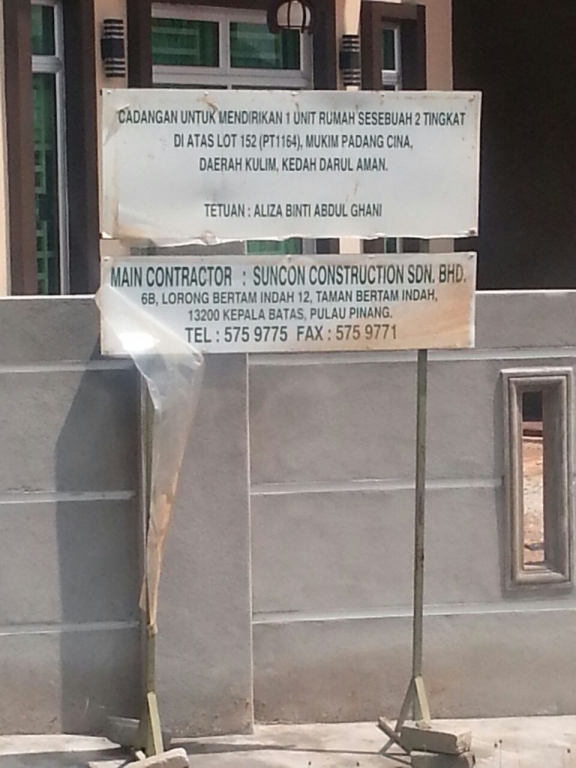 CADANGAN UNTUK MENDIRIKAN 1 UNIT RUMAH SESEBUAH 2 TINGKAT
DI ATAS LOT 152 (PT1164), MUKIM PADANG CINA,
DAERAH KULIM, KEDAH DARUL AMAN.
TETUAN : ALIZA BINTI ABDUL GHANI
MAIN CONTRACTOR : SUNCON CONSTRUCTION SDN. BHD.
6B, LORONG BERTAM INDAH 12, TAMAN BERTAM INDAH,
13200 KEPALA BATAS, PULAU PINANG.
TEL : 575 9775 FAX : 575 9771